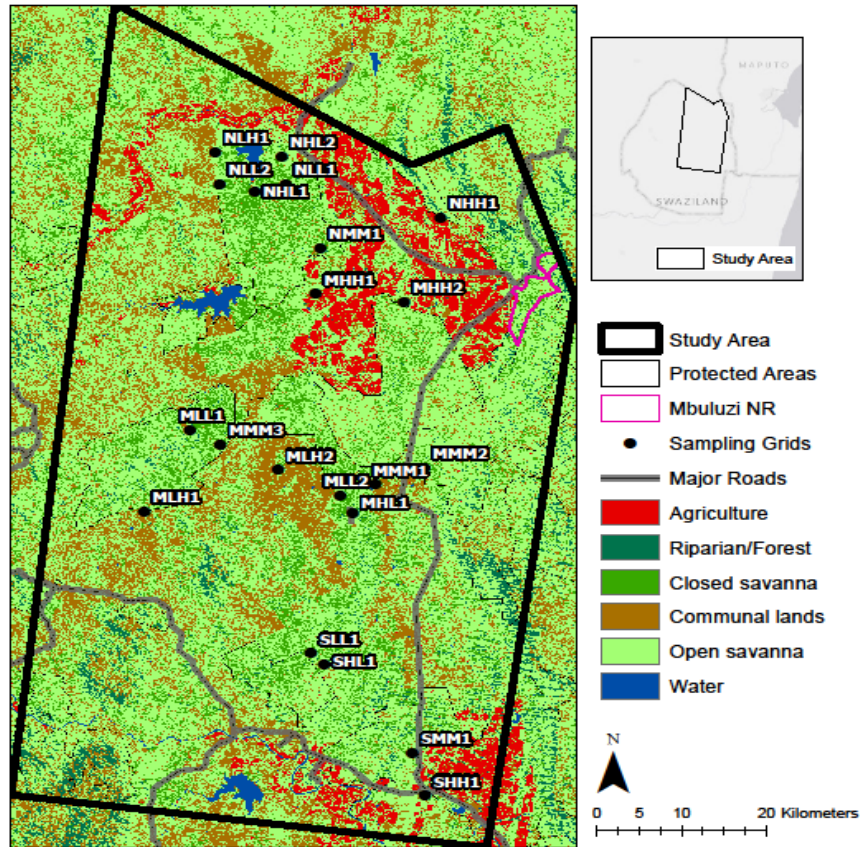 NLH1
NHL2
NLL2
NLL1
NHL1
NHH1
NMM1
MHH1
MHH2
MLL1
MMM3
MLH2
MMM1
MMM2
MLL2
MLH1
MHL1
SLL1
SHL1
SMM1
SHH1
MAPUTO
SWAZILAND
Study Area
Study Area
Protected Areas
Mbuluzi NR
Sampling Grids
Major Roads
Agriculture
Riparian/Forest
Closed savanna
Communal lands
Open savanna
Water
N
0 5 10 20 Kilometers